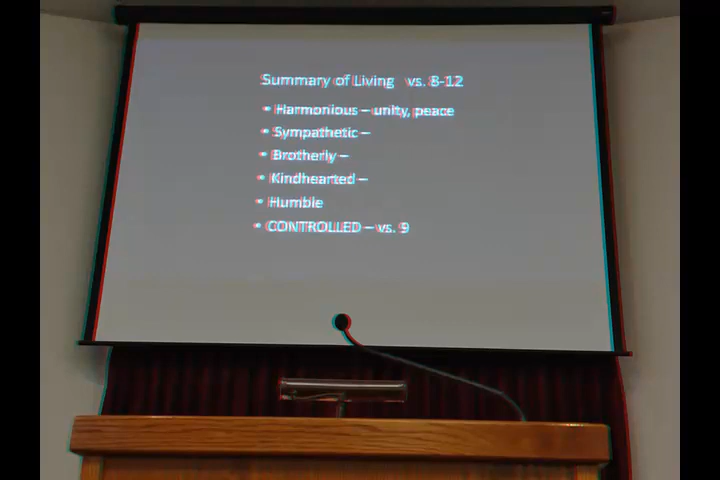 Summary of Living vs. 8-12
• Harmonious – unity, peace
• Sympathetic –
• Brotherly –
• Kindhearted –
• Humble
• CONTROLLED – vs. 9